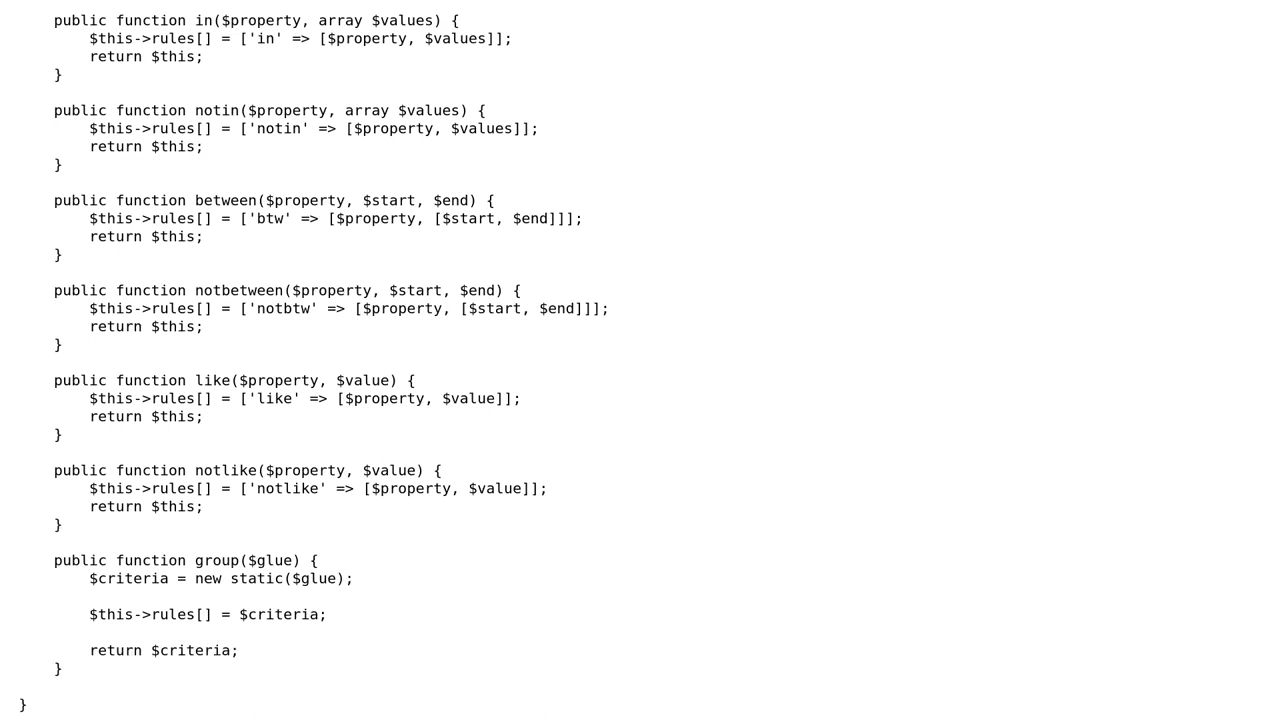 public function in($property, array $values) {
$this->rules[] = ['in' => [$property, $values]];
return $this;
}
public function notin($property, array $values) {
$this->rules[] = ['notin' => [$property, $values]];
return $this;
}
public function between($property, $start, $end) {
$this->rules[] = ['btw' => [$property, [$start, $end]]];
return $this;
}
public function notbetween($property, $start, $end) {
$this->rules[] = ['notbtw' => [$property, [$start, $end]]];
return $this;
}
public function like($property, $value) {
$this->rules[] = ['like' => [$property, $value]];
return $this;
}
public function notlike($property, $value) {
$this->rules[] = ['notlike' => [$property, $value]];
return $this;
}
public function group($glue) {
$criteria = new static($glue);
$this->rules[] = $criteria;
return $criteria;
}
}